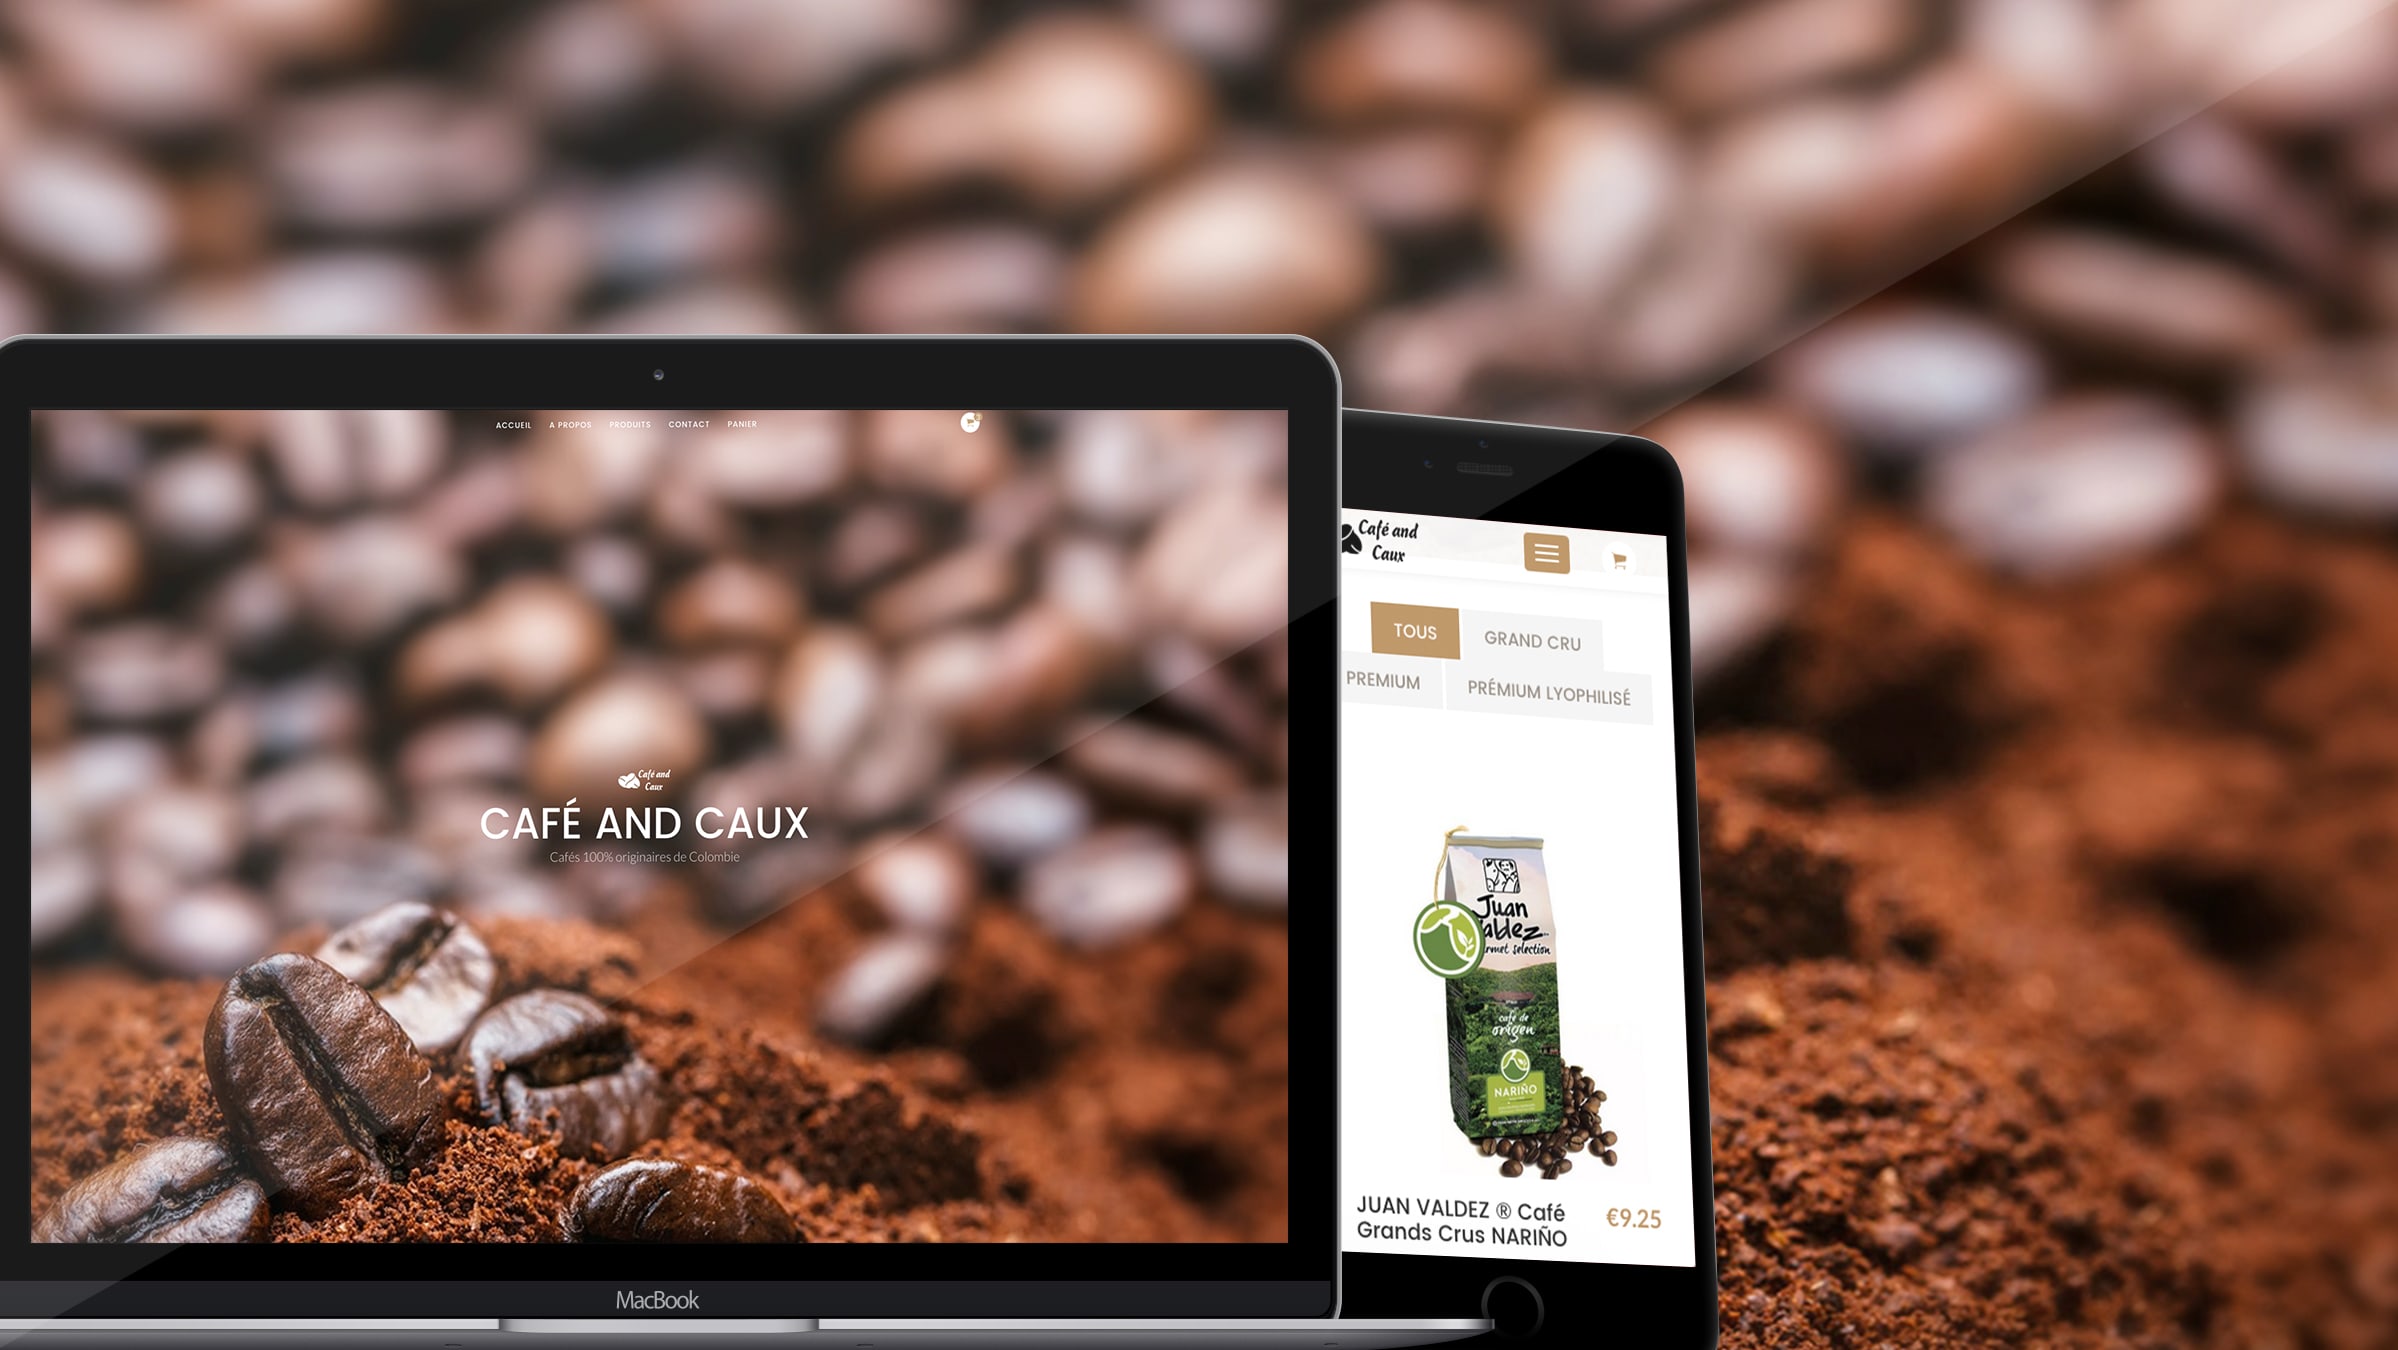 ACCUEIL A PROPOS PRODUITS CONTACT PANIER
Café and
Caux
CAFÉ AND CAUX
Cafés 100% originaires de Colombie
MacBook
Café and
Caux
TOUS
GRAND CRU
PREMIUM
PRÉMIUM LYOPHILISÉ
Juan
selection
café de
origen
NARIÑO
JUAN VALDEZ ® Café
Grands Crus NARIÑO
€9.25